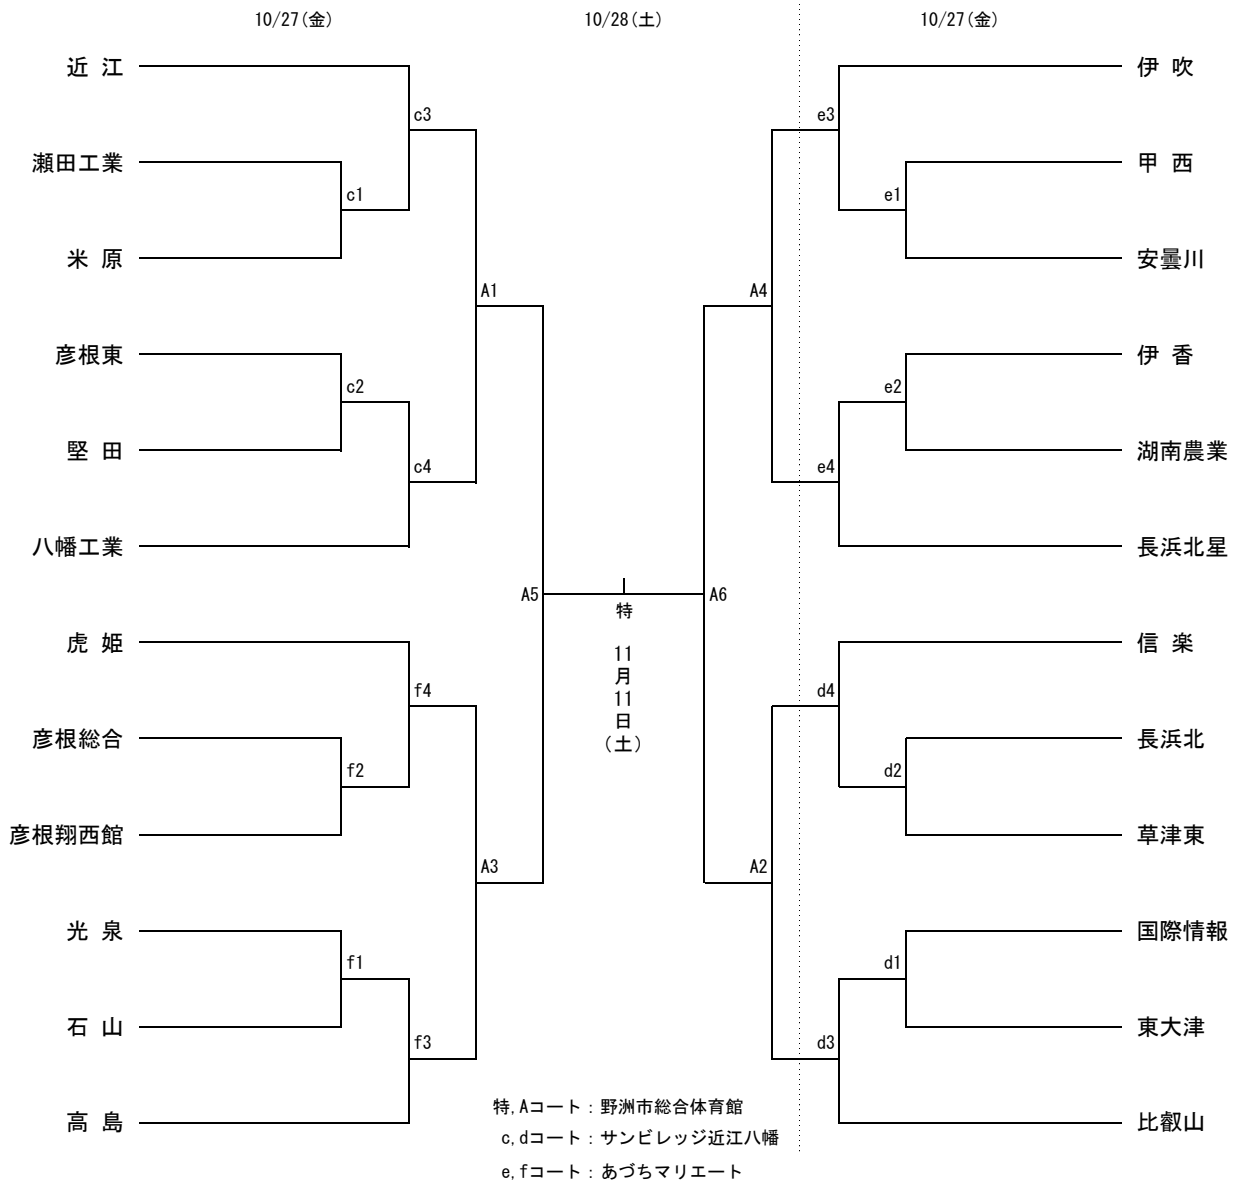 10/27(金)
10/28(土)
10/27(金)
近 江
瀬田工業
米 原
彦根東
堅 田
八幡工業
虎 姫
彦根総合
彦根翔西館
光 泉
石 山
高 島
c3
c1
A1
c2
c4
A5
f4
f2
A3
f1
f3
特
11
月
11
日
(土)
e3
e1
A4
e2
e4
A6
d4
d2
A2
d1
d3
伊 吹
甲 西
安曇川
伊 香
湖南農業
長浜北星
信 楽
長浜北
草津東
国際情報
東大津
比叡山
特,Aコート：野洲市総合体育館
c,dコート：サンビレッジ近江八幡
e,fコート：あづちマリエート